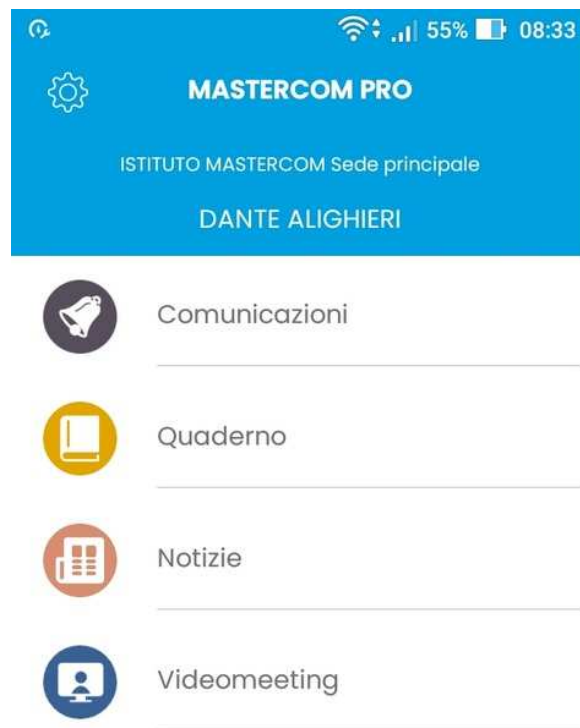 55% 08:33
MASTERCOM PRO
ISTITUTO MASTERCOM Sede principale
DANTE ALIGHIERI
Comunicazioni
Quaderno
Notizie
Videomeeting